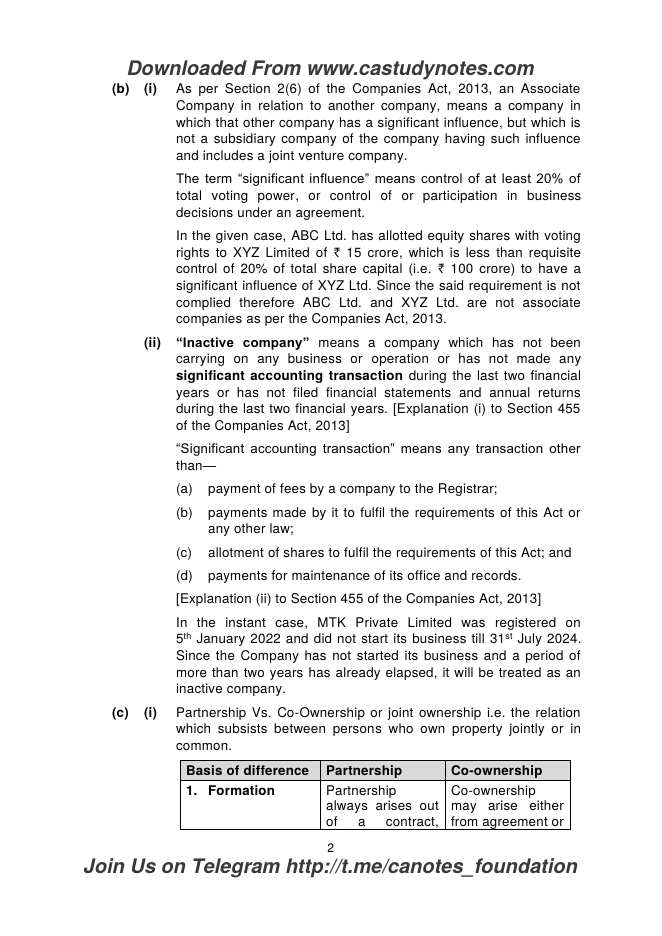 Downloaded From www.castudynotes.com
(b) (i) As per Section 2(6) of the Companies Act, 2013, an Associate
Company in relation to another company, means a company in
which that other company has a significant influence, but which is
not a subsidiary company of the company having such influence
and includes a joint venture company.
The term “significant influence” means control of at least 20% of
total voting power, or control of or participation in business
decisions under an agreement.
In the given case, ABC Ltd. has allotted equity shares with voting
rights to XYZ Limited of ₹ 15 crore, which is less than requisite
control of 20% of total share capital (i.e. ₹ 100 crore) to have a
significant influence of XYZ Ltd. Since the said requirement is not
complied therefore ABC Ltd. and XYZ Ltd. are not associate
companies as per the Companies Act, 2013.
(ii) “Inactive company” means a company which has not been
carrying on any business or operation or has not made any
significant accounting transaction during the last two financial
years or has not filed financial statements and annual returns
during the last two financial years. [Explanation (i) to Section 455
of the Companies Act, 2013]
“Significant accounting transaction” means any transaction other
than—
(a) payment of fees by a company to the Registrar;
(b) payments made by it to fulfil the requirements of this Act or
any other law;
(c) allotment of shares to fulfil the requirements of this Act; and
(d) payments for maintenance of its office and records.
[Explanation (ii) to Section 455 of the Companies Act, 2013]
In the instant case, MTK Private Limited was registered on
5th January 2022 and did not start its business till 31st July 2024.
Since the Company has not started its business and a period of
more than two years has already elapsed, it will be treated as an
inactive company.
(c) (i) Partnership Vs. Co-Ownership or joint ownership i.e. the relation
which subsists between persons who own property jointly or in
common.
Basis of difference Partnership Co-ownership
1. Formation Partnership Co-ownership
always arises out may arise either
of a contract, from agreement or
2
Join Us on Telegram http://t.me/canotes_foundation